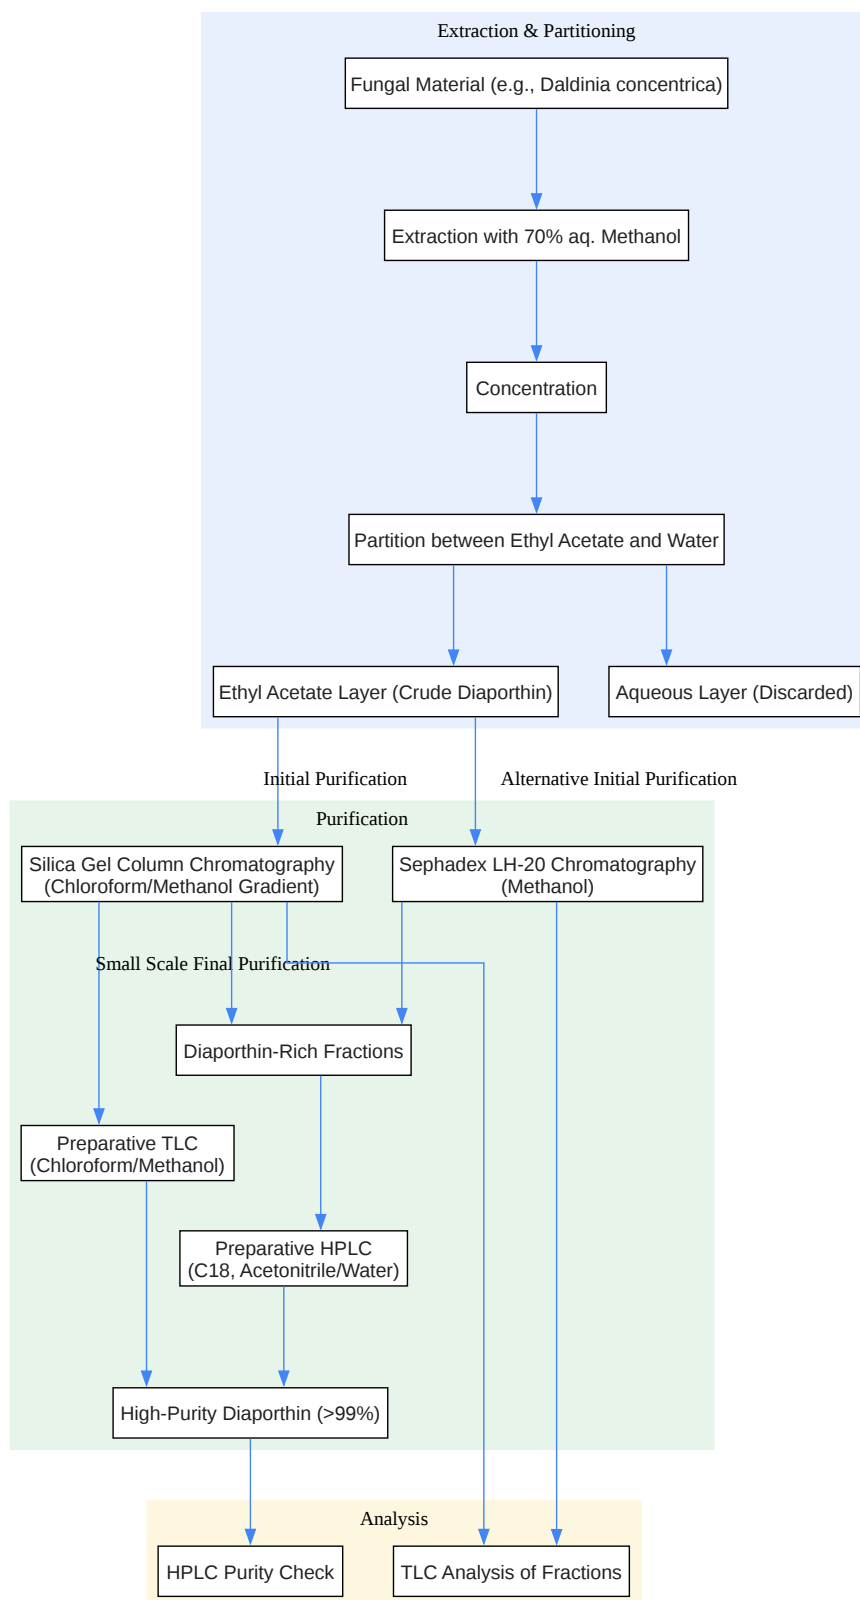 Extraction & Partitioning
Fungal Material (e.g., Daldinia concentrica)
Extraction with 70% aq. Methanol
Concentration
Partition between Ethyl Acetate and Water
Ethyl Acetate Layer (Crude Diaporthin)
Aqueous Layer (Discarded)
Initial Purification
Alternative Initial Purification
Purification
Silica Gel Column Chromatography
(Chloroform/Methanol Gradient)
Sephadex LH-20 Chromatography
(Methanol)
Small Scale Final Purification
Diaporthin-Rich Fractions
Preparative TLC
(Chloroform/Methanol)
Preparative HPLC
(C18, Acetonitrile/Water)
High-Purity Diaporthin (>99%)
Analysis
HPLC Purity Check
TLC Analysis of Fractions